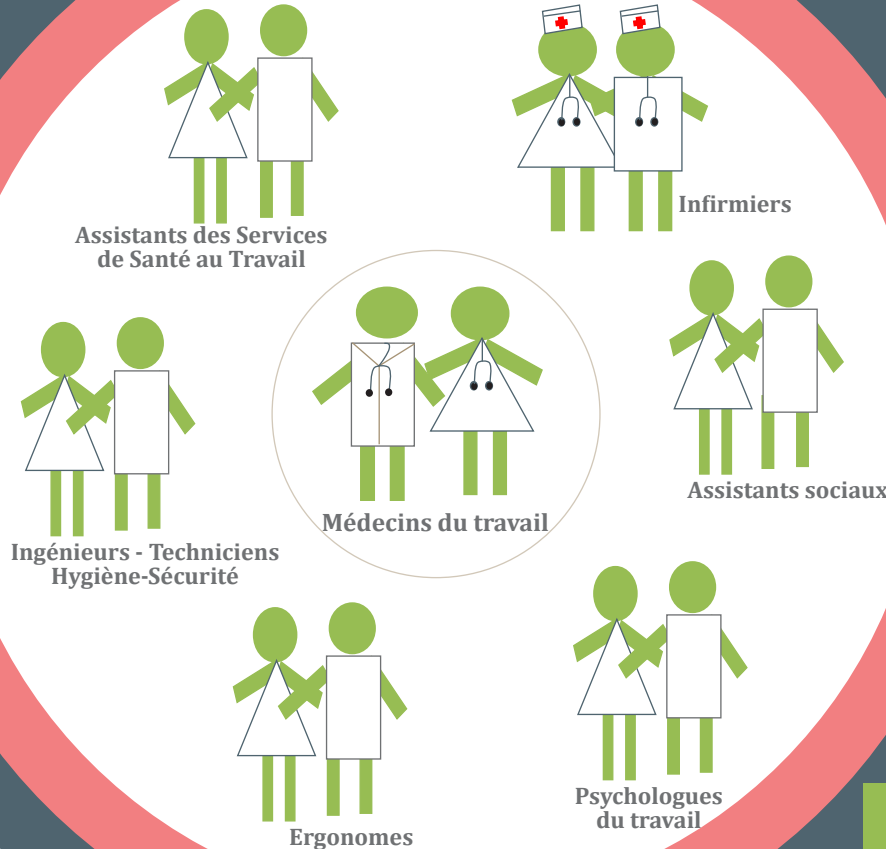 Assistants des Services
de Santé au Travail
Infirmiers
Médecins du travail
Assistants sociaux
Ingénieurs - Techniciens
Hygiène-Sécurité
Ergonomes
Psychologues
du travail